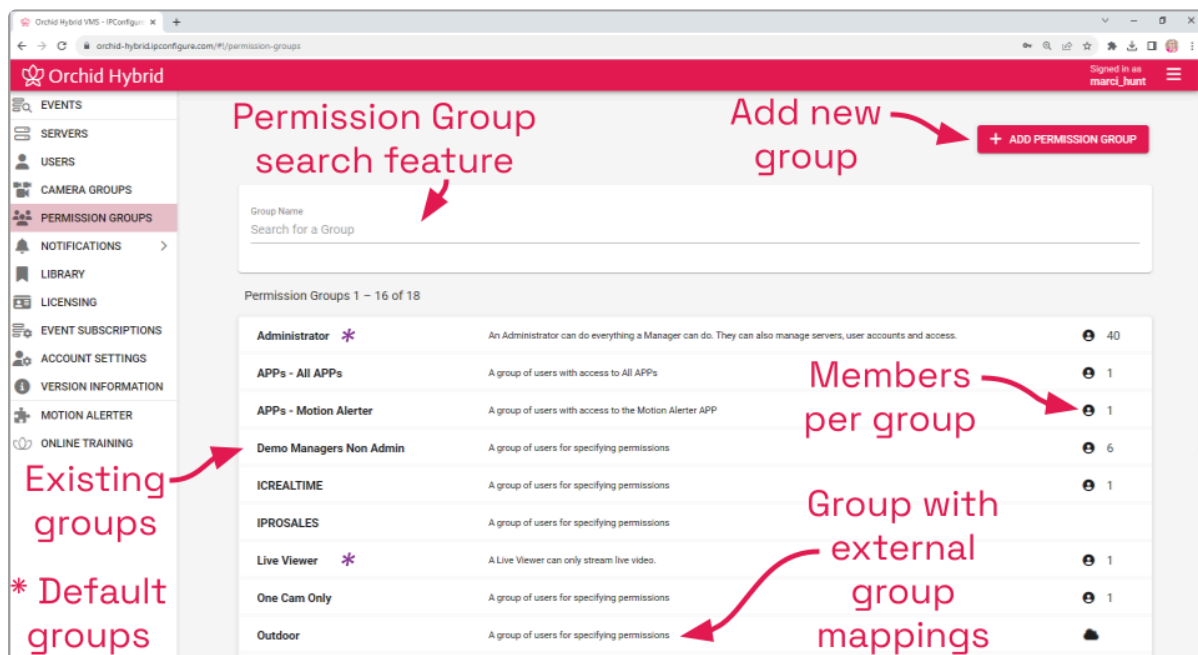 Orchid Hybrid VMS - IPConfigur
orchid-hybrid.ipconfigure.com/#!/permission-groups
Orchid Hybrid
Signed in as
marci_hunt
EVENTS
SERVERS
USERS
CAMERA GROUPS
PERMISSION GROUPS
NOTIFICATIONS
LIBRARY
LICENSING
EVENT SUBSCRIPTIONS
ACCOUNT SETTINGS
VERSION INFORMATION
MOTION ALERTER
ONLINE TRAINING
Existing
groups
* Default
groups
Permission Group
search feature
Add new
group
+ ADD PERMISSION GROUP
Group Name
Search for a Group
Permission Groups 1 – 16 of 18
Administrator * An Administrator can do everything a Manager can do. They can also manage servers, user accounts and access. 40
APPs - All APPs A group of users with access to All APPs 1
APPs - Motion Alerter A group of users with access to the Motion Alerter APP 1
Demo Managers Non Admin A group of users for specifying permissions 6
ICREALTIME A group of users for specifying permissions 1
IPROSALES A group of users for specifying permissions
Live Viewer * A Live Viewer can only stream live video. 1
One Cam Only A group of users for specifying permissions 1
Outdoor A group of users for specifying permissions
Members
per group
Group with
external
group
mappings